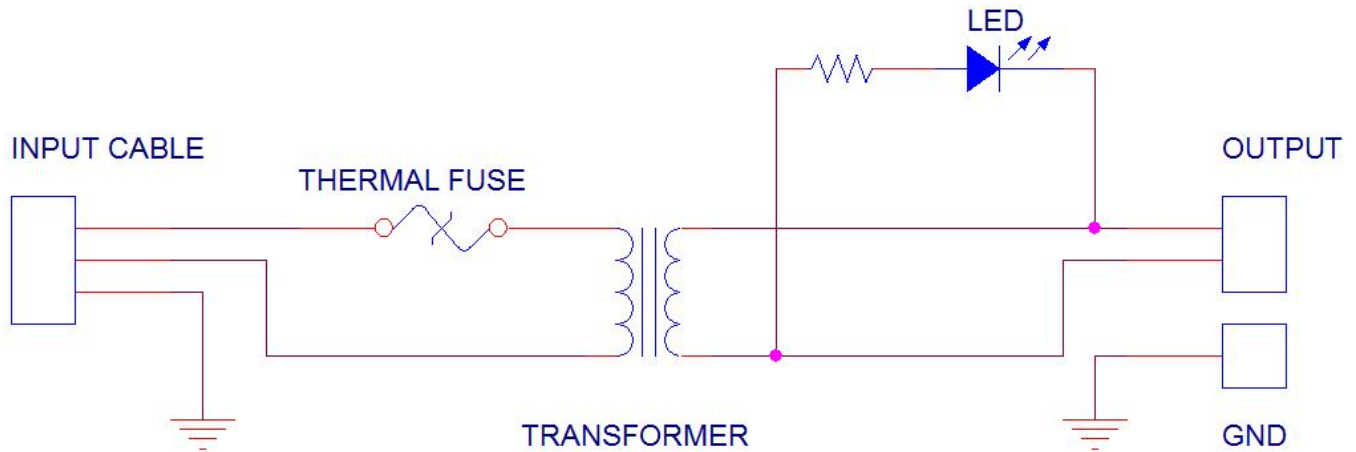 LED
INPUT CABLE
OUTPUT
THERMAL FUSE
TRANSFORMER
GND